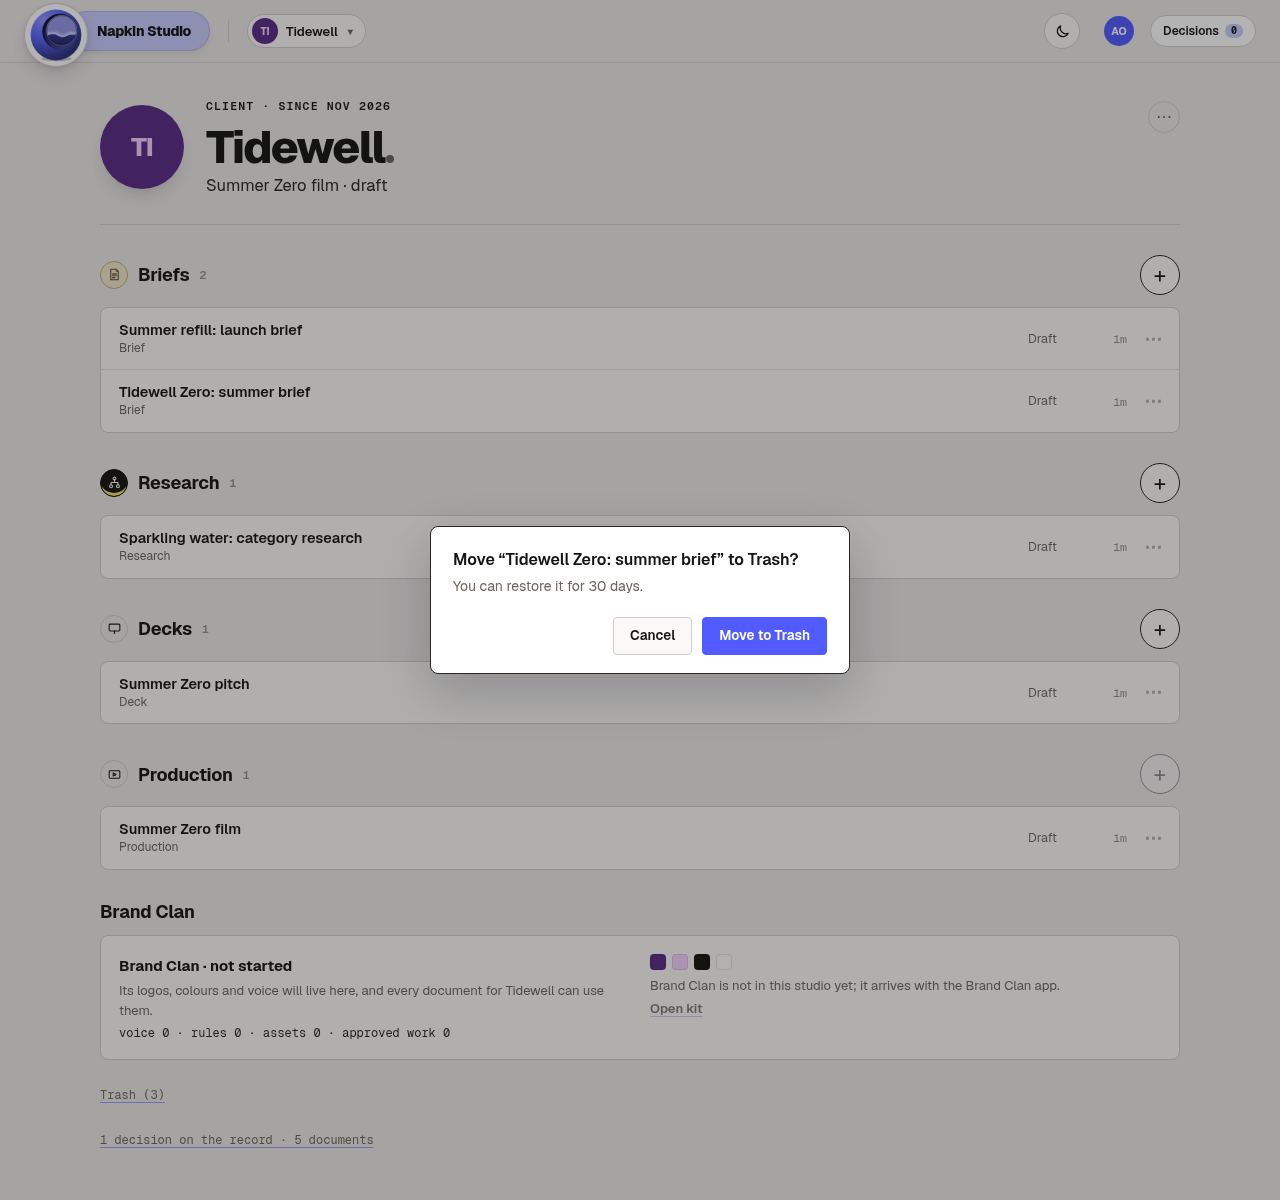 Napkin Studio
TI
Tidewell ▾
AO
Decisions 0
TI
CLIENT · SINCE NOV 2026
Tidewell.
Summer Zero film · draft
Briefs 2
Summer refill: launch brief
Brief
Draft
1m
Tidewell Zero: summer brief
Brief
Draft
1m
Research 1
Sparkling water: category research
Research
Draft
1m
Move “Tidewell Zero: summer brief” to Trash?
You can restore it for 30 days.
Cancel
Move to Trash
Decks 1
Summer Zero pitch
Deck
Draft
1m
Production 1
Summer Zero film
Production
Draft
1m
Brand Clan
Brand Clan · not started
Its logos, colours and voice will live here, and every document for Tidewell can use
them.
voice 0 · rules 0 · assets 0 · approved work 0
Brand Clan is not in this studio yet; it arrives with the Brand Clan app.
Open kit
Trash (3)
1 decision on the record · 5 documents